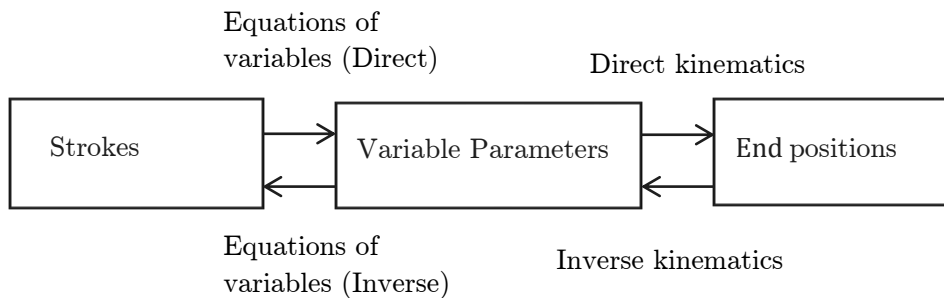 Equations of
variables (Direct)
Direct kinematics
Strokes
Variable Parameters
End positions
Equations of
variables (Inverse)
Inverse kinematics